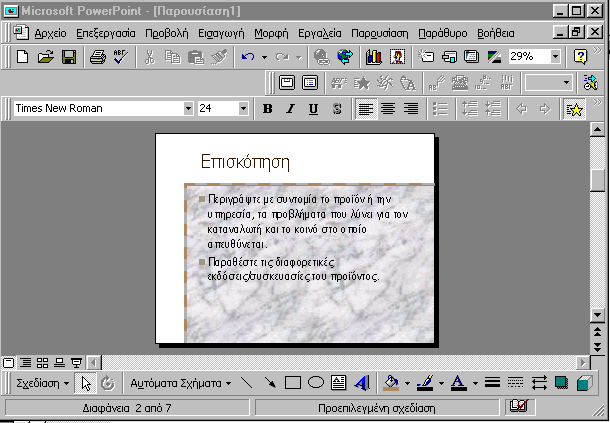 Microsoft PowerPoint - [Παρουσίαση1]
Αρχείο Επεξεργασία Προβολή Εισαγωγή Μορφή Εργαλεία Παρουσίαση Παράθυρο Βοήθεια
29%
Times New Roman 24 B I U S
Επισκόπηση
Περιγράψτε με συντομία το προϊόν ή την
υπηρεσία, τα προβλήματα που λύνει για τον
καταναλωτή και το κοινό στο οποίο
απευθύνεται.
Παραθέστε τις διαφορετικές
εκδόσεις/συσκευασίες του προϊόντος.
Σχεδίαση Αυτόματα Σχήματα
Διαφάνεια 2 από 7 Προεπιλεγμένη σχεδίαση